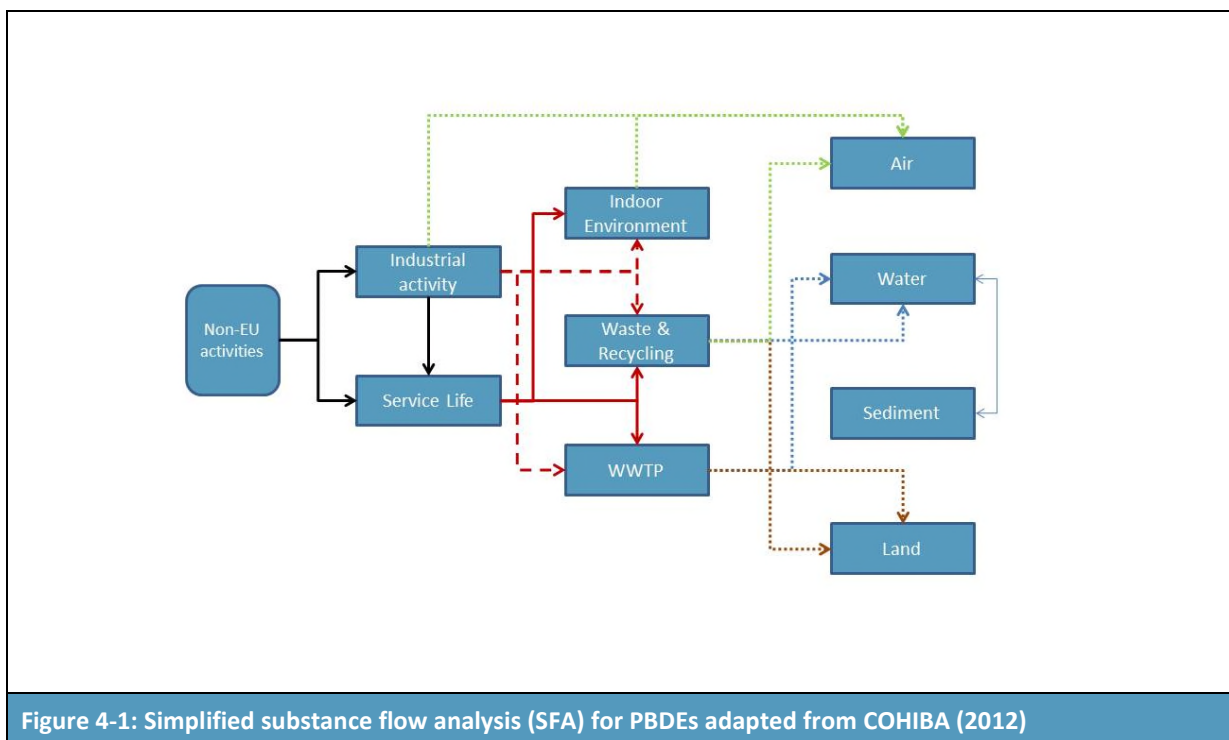 Non-EU
activities
Industrial
activity
Service Life
Indoor
Environment
Waste &
Recycling
WWTP
Air
Water
Sediment
Land
Figure 4-1: Simplified substance flow analysis (SFA) for PBDEs adapted from COHIBA (2012)